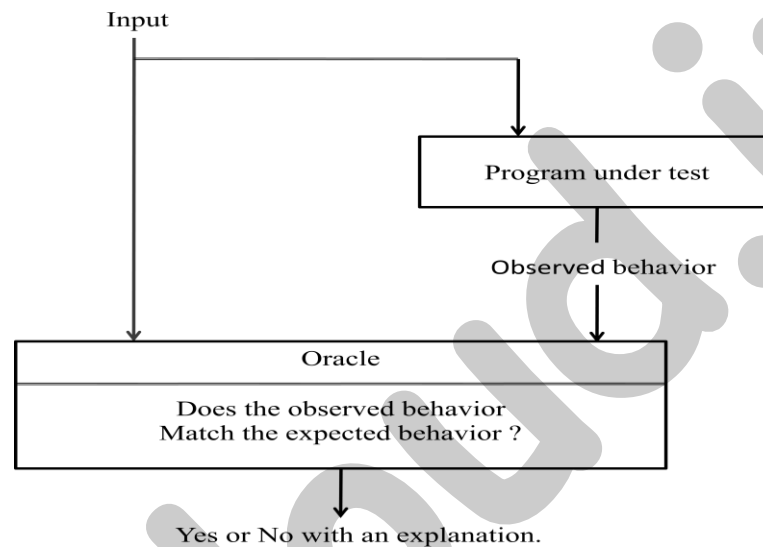 Input
Program under test
Observed behavior
Oracle
Does the observed behavior
Match the expected behavior ?
Yes or No with an explanation.